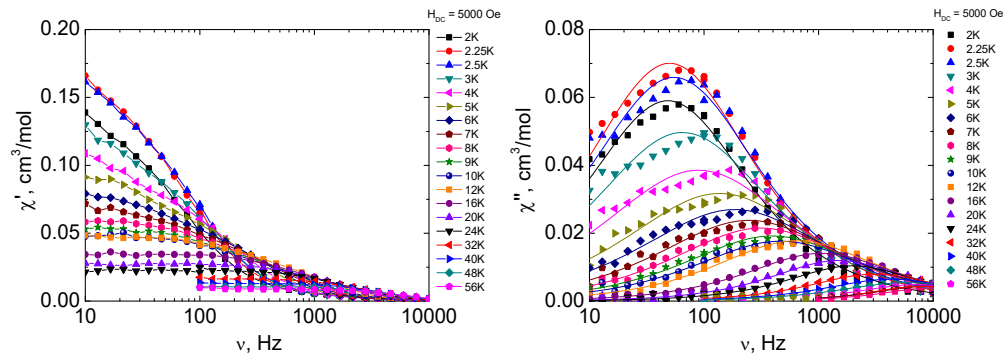 H_DC = 5000 Oe
0.20
0.15
0.10
0.05
0.00
χ', cm³/mol
10
100
1000
10000
ν, Hz
2K
2.25K
2.5K
3K
4K
5K
6K
7K
8K
9K
10K
12K
16K
20K
24K
32K
40K
48K
56K
H_DC = 5000 Oe
0.08
0.06
0.04
0.02
0.00
χ'', cm³/mol
10
100
1000
10000
ν, Hz
2K
2.25K
2.5K
3K
4K
5K
6K
7K
8K
9K
10K
12K
16K
20K
24K
32K
40K
48K
56K